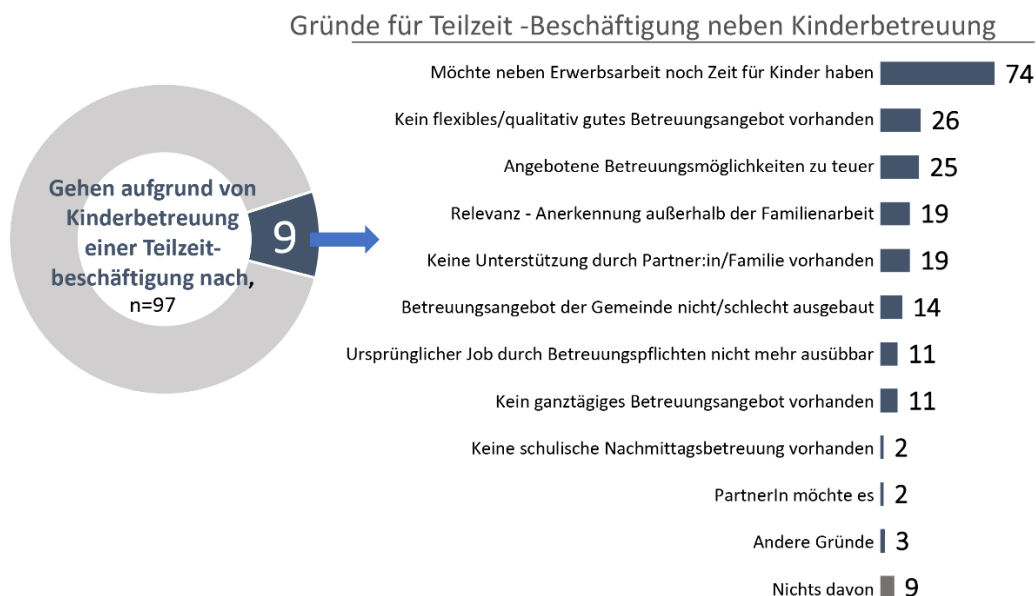 Gründe für Teilzeit -Beschäftigung neben Kinderbetreuung
Gehen aufgrund von
Kinderbetreuung
einer Teilzeit-
beschäftigung nach,
n=97
9
Möchte neben Erwerbsarbeit noch Zeit für Kinder haben 74
Kein flexibles/qualitativ gutes Betreuungsangebot vorhanden 26
Angebotene Betreuungsmöglichkeiten zu teuer 25
Relevanz - Anerkennung außerhalb der Familienarbeit 19
Keine Unterstützung durch Partner:in/Familie vorhanden 19
Betreuungsangebot der Gemeinde nicht/schlecht ausgebaut 14
Ursprünglicher Job durch Betreuungspflichten nicht mehr ausübbar 11
Kein ganztägiges Betreuungsangebot vorhanden 11
Keine schulische Nachmittagsbetreuung vorhanden 2
PartnerIn möchte es 2
Andere Gründe 3
Nichts davon 9